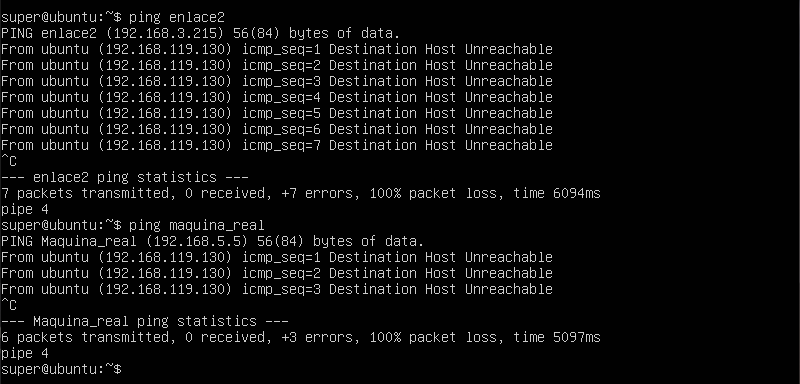 super@ubuntu:~$ ping enlace2
PING enlace2 (192.168.3.215) 56(84) bytes of data.
From ubuntu (192.168.119.130) icmp_seq=1 Destination Host Unreachable
From ubuntu (192.168.119.130) icmp_seq=2 Destination Host Unreachable
From ubuntu (192.168.119.130) icmp_seq=3 Destination Host Unreachable
From ubuntu (192.168.119.130) icmp_seq=4 Destination Host Unreachable
From ubuntu (192.168.119.130) icmp_seq=5 Destination Host Unreachable
From ubuntu (192.168.119.130) icmp_seq=6 Destination Host Unreachable
From ubuntu (192.168.119.130) icmp_seq=7 Destination Host Unreachable
^C
--- enlace2 ping statistics ---
7 packets transmitted, 0 received, +7 errors, 100% packet loss, time 6094ms
pipe 4
super@ubuntu:~$ ping maquina_real
PING Maquina_real (192.168.5.5) 56(84) bytes of data.
From ubuntu (192.168.119.130) icmp_seq=1 Destination Host Unreachable
From ubuntu (192.168.119.130) icmp_seq=2 Destination Host Unreachable
From ubuntu (192.168.119.130) icmp_seq=3 Destination Host Unreachable
^C
--- Maquina_real ping statistics ---
6 packets transmitted, 0 received, +3 errors, 100% packet loss, time 5097ms
pipe 4
super@ubuntu:~$